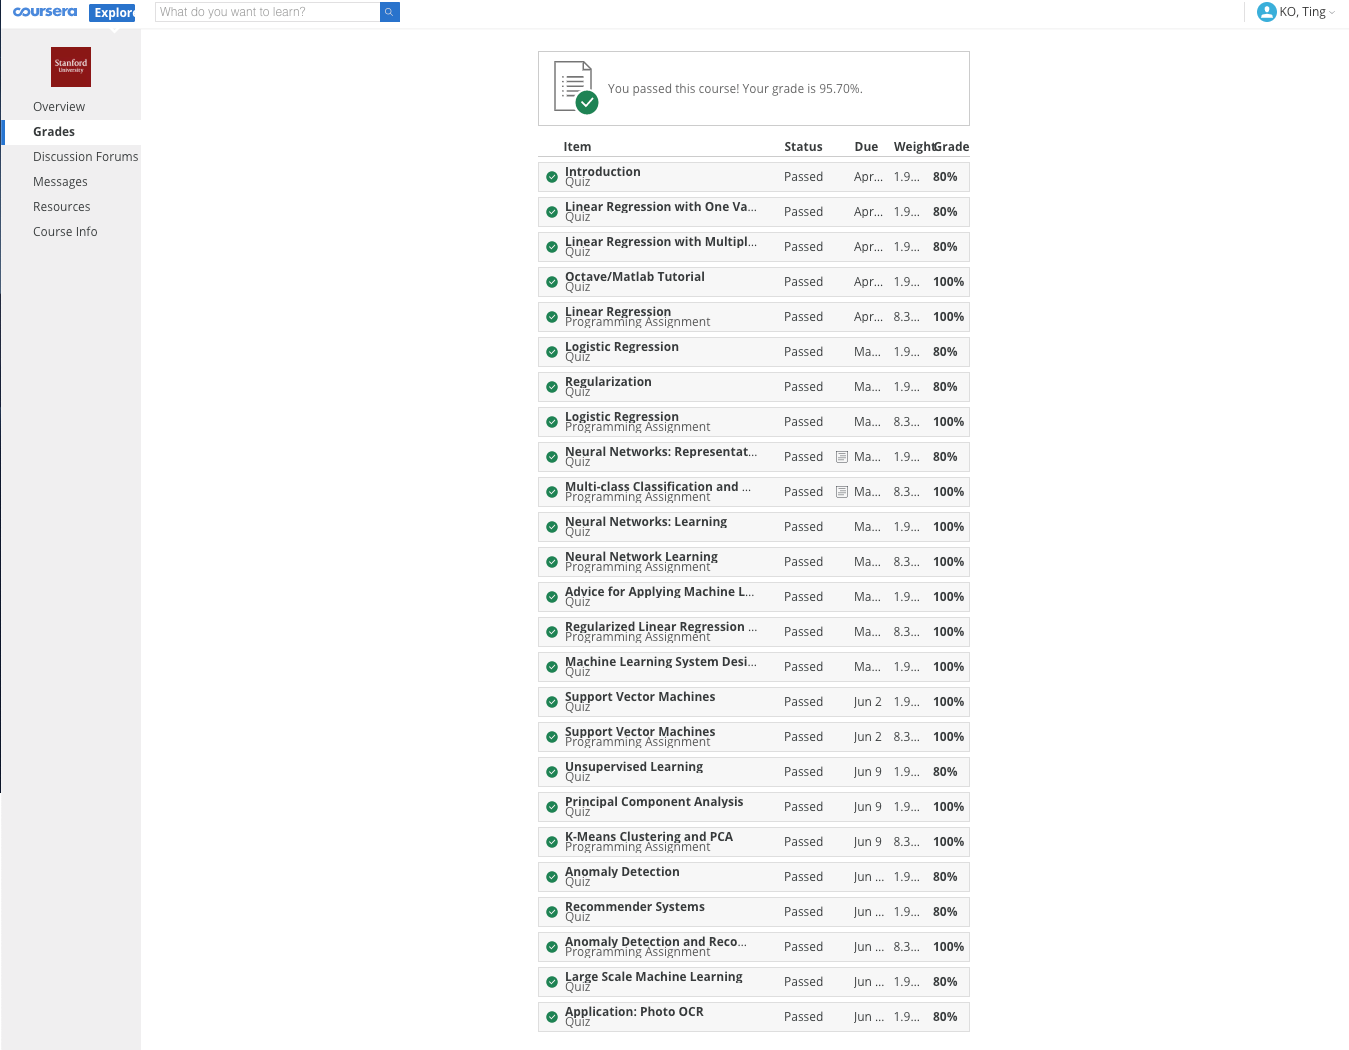 coursera Explor What do you want to learn? KO, Ting
Stanford
University
Overview
Grades
Discussion Forums
Messages
Resources
Course Info
You passed this course! Your grade is 95.70%.
Item Status Due Weight Grade
Introduction Passed Apr... 1.9... 80%
Quiz
Linear Regression with One Va... Passed Apr... 1.9... 80%
Quiz
Linear Regression with Multipl... Passed Apr... 1.9... 80%
Quiz
Octave/Matlab Tutorial Passed Apr... 1.9... 100%
Quiz
Linear Regression Passed Apr... 8.3... 100%
Programming Assignment
Logistic Regression Passed Ma... 1.9... 80%
Quiz
Regularization Passed Ma... 1.9... 80%
Quiz
Logistic Regression Passed Ma... 8.3... 100%
Programming Assignment
Neural Networks: Representat... Passed Ma... 1.9... 80%
Quiz
Multi-class Classification and ... Passed Ma... 8.3... 100%
Programming Assignment
Neural Networks: Learning Passed Ma... 1.9... 100%
Quiz
Neural Network Learning Passed Ma... 8.3... 100%
Programming Assignment
Advice for Applying Machine L... Passed Ma... 1.9... 100%
Quiz
Regularized Linear Regression ... Passed Ma... 8.3... 100%
Programming Assignment
Machine Learning System Desi... Passed Ma... 1.9... 100%
Quiz
Support Vector Machines Passed Jun 2 1.9... 100%
Quiz
Support Vector Machines Passed Jun 2 8.3... 100%
Programming Assignment
Unsupervised Learning Passed Jun 9 1.9... 80%
Quiz
Principal Component Analysis Passed Jun 9 1.9... 100%
Quiz
K-Means Clustering and PCA Passed Jun 9 8.3... 100%
Programming Assignment
Anomaly Detection Passed Jun ... 1.9... 80%
Quiz
Recommender Systems Passed Jun ... 1.9... 80%
Quiz
Anomaly Detection and Reco... Passed Jun ... 8.3... 100%
Programming Assignment
Large Scale Machine Learning Passed Jun ... 1.9... 80%
Quiz
Application: Photo OCR Passed Jun ... 1.9... 80%
Quiz